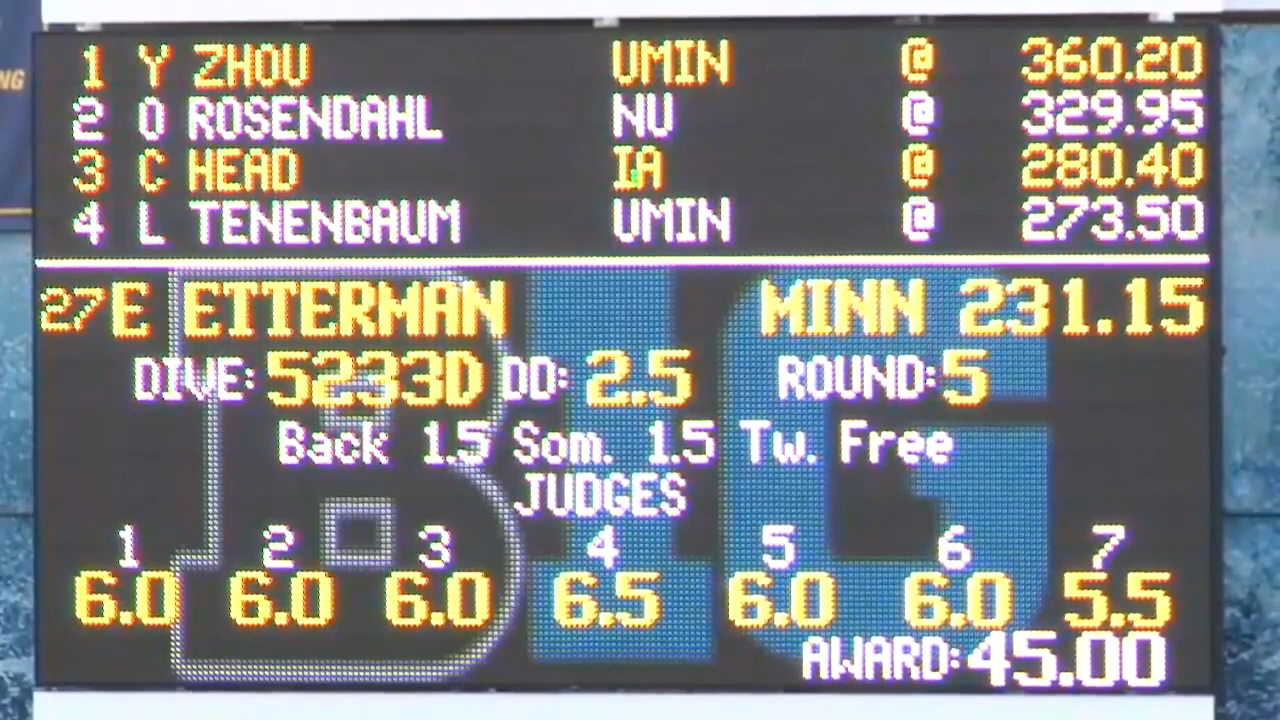 NG
1 Y ZHOU UMIN @ 360.20
2 O ROSENDAHL NU @ 329.95
3 C HEAD IA @ 280.40
4 L TENENBAUM UMIN @ 273.50
27 E ETTERMAN MINN 231.15
DIVE: 5233D DD: 2.5 ROUND: 5
Back 1.5 Som. 1.5 Tw. Free
JUDGES
1 2 3 4 5 6 7
6.0 6.0 6.0 6.5 6.0 6.0 5.5
AWARD: 45.00
B1G